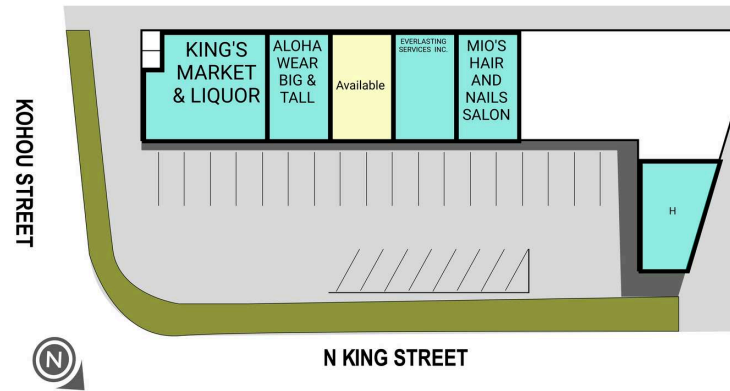 KING'S
MARKET
& LIQUOR
ALOHA
WEAR
BIG &
TALL
Available
EVERLASTING
SERVICES INC.
MIO'S
HAIR
AND
NAILS
SALON
H
KOHOU STREET
N KING STREET
N